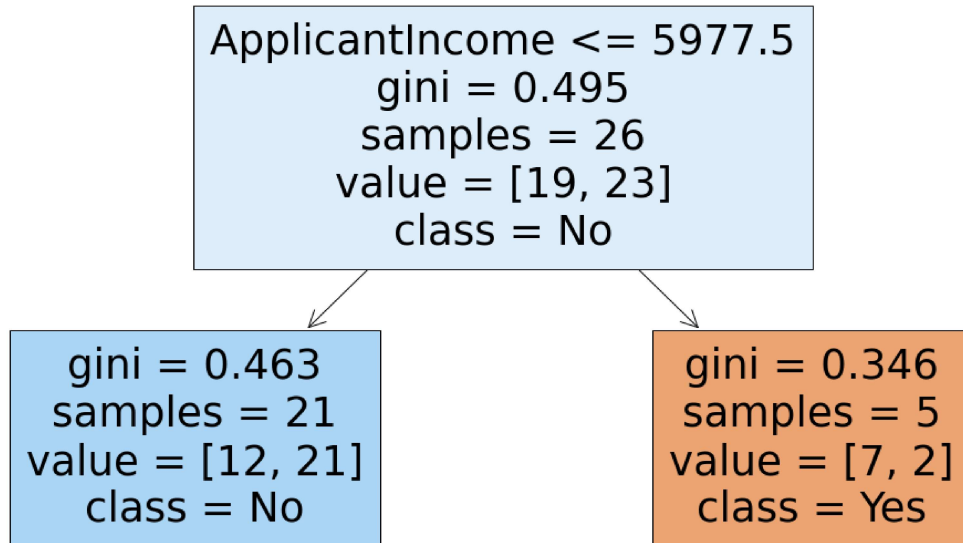 ApplicantIncome <= 5977.5
gini = 0.495
samples = 26
value = [19, 23]
class = No
gini = 0.463
samples = 21
value = [12, 21]
class = No
gini = 0.346
samples = 5
value = [7, 2]
class = Yes